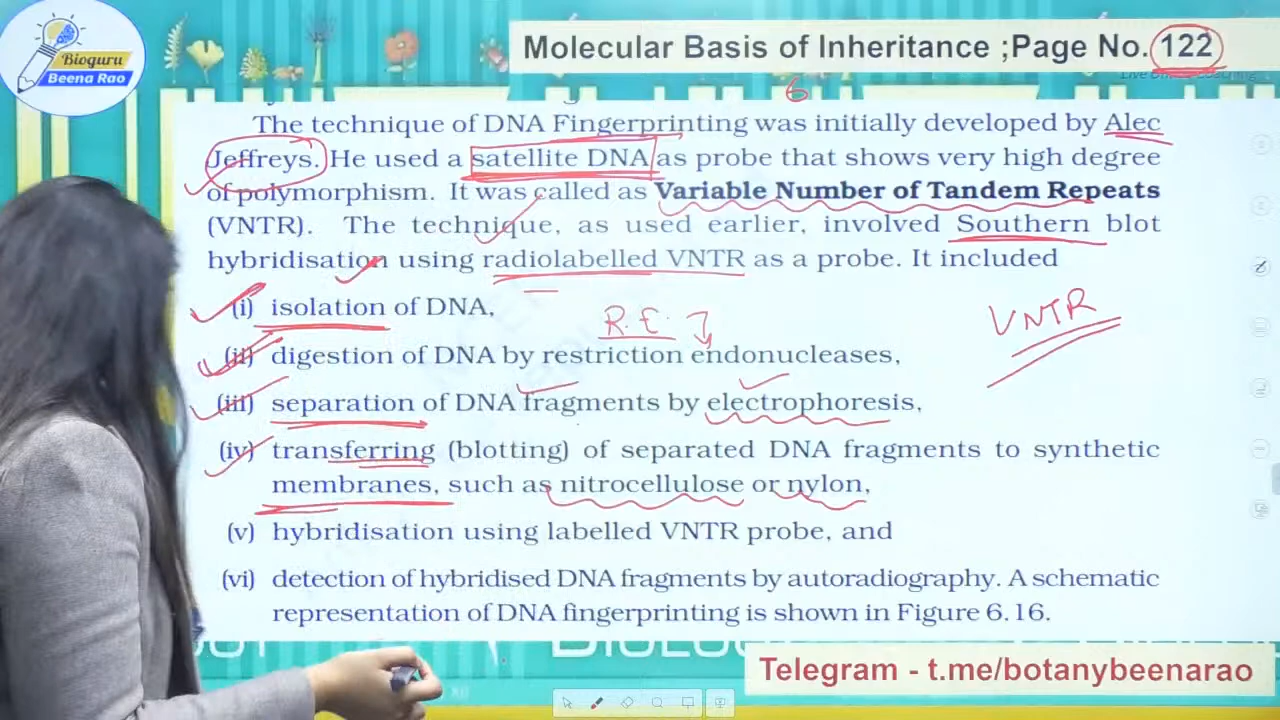 Bioguru
Beena Rao
Molecular Basis of Inheritance ;Page No. 122
6
The technique of DNA Fingerprinting was initially developed by Alec
Jeffreys. He used a satellite DNA as probe that shows very high degree
of polymorphism. It was called as Variable Number of Tandem Repeats
(VNTR). The technique, as used earlier, involved Southern blot
hybridisation using radiolabelled VNTR as a probe. It included
(i) isolation of DNA,
R.E.
VNTR
(ii) digestion of DNA by restriction endonucleases,
(iii) separation of DNA fragments by electrophoresis,
(iv) transferring (blotting) of separated DNA fragments to synthetic
membranes, such as nitrocellulose or nylon,
(v) hybridisation using labelled VNTR probe, and
(vi) detection of hybridised DNA fragments by autoradiography. A schematic
representation of DNA fingerprinting is shown in Figure 6.16.
Telegram - t.me/botanybeenarao